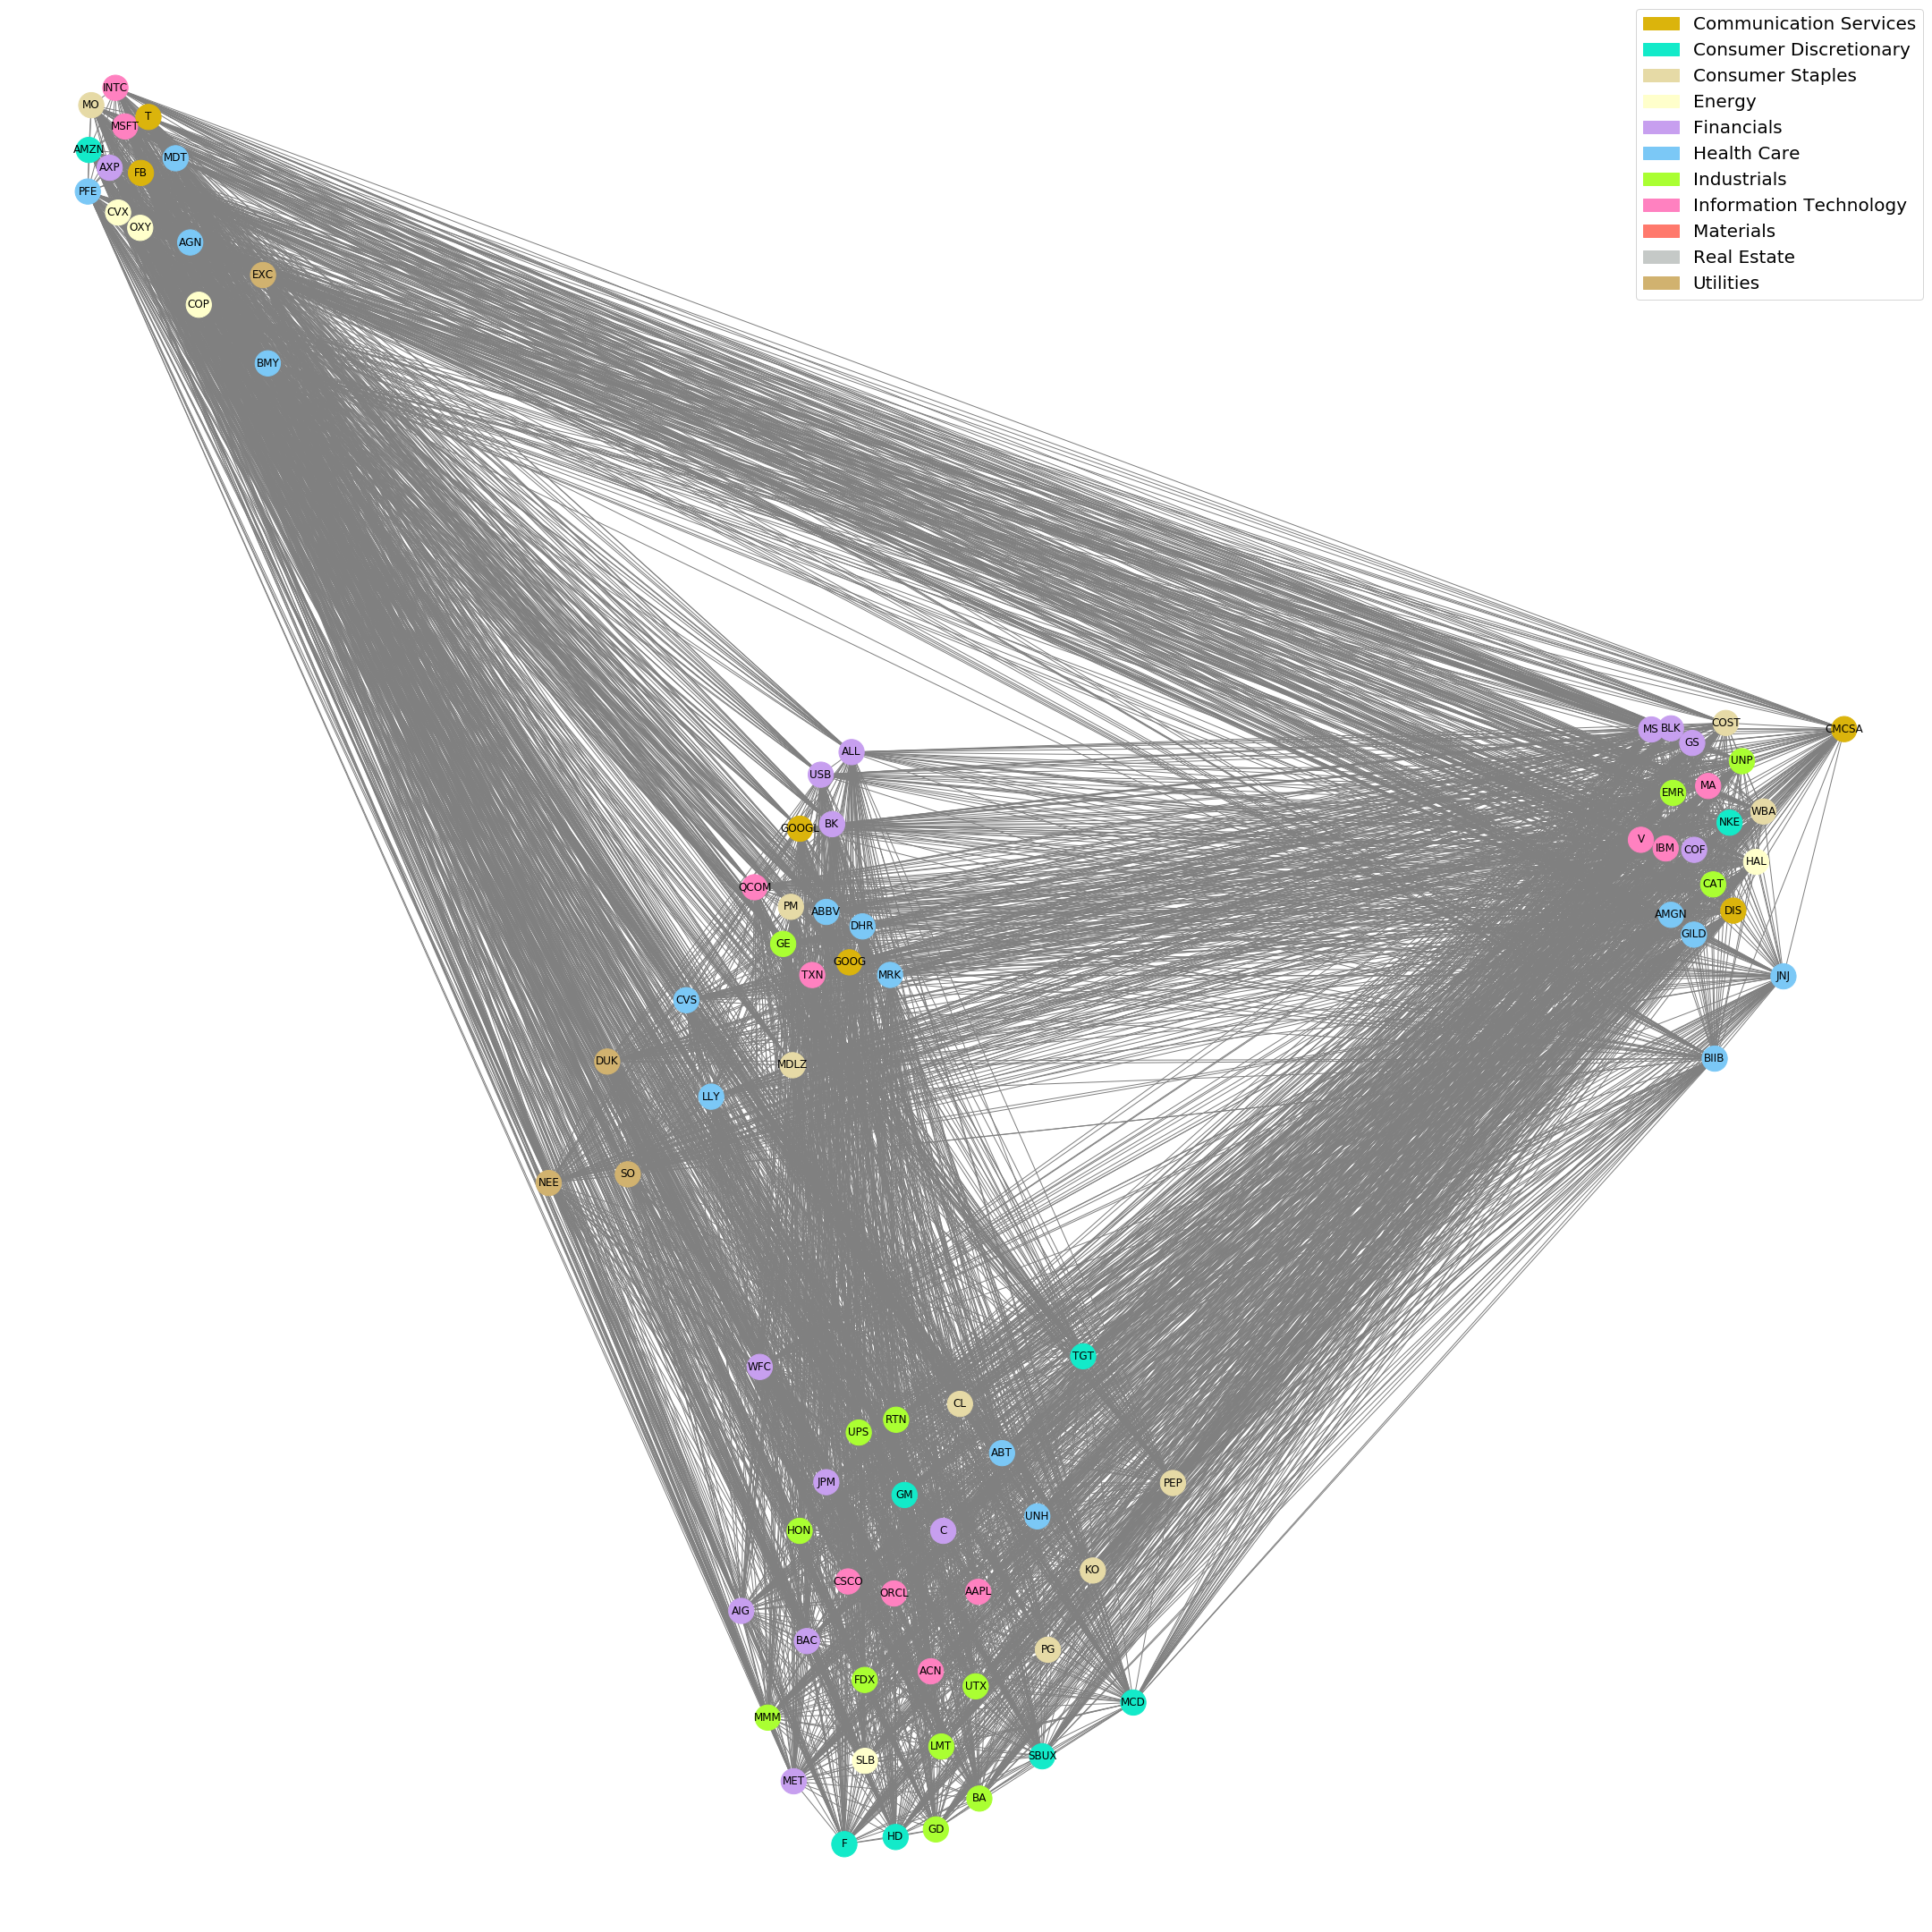 Communication Services
Consumer Discretionary
Consumer Staples
Energy
Financials
Health Care
Industrials
Information Technology
Materials
Real Estate
Utilities
INTC
MO
T
MSFT
AMZN
MDT
AXP
FB
PFE
CVX
OXY
AGN
EXC
COP
BMY
COST
MS
BLK
CMCSA
GS
ALL
UNP
USB
MA
EMR
WBA
NKE
BK
GOOGL
V
IBM
COF
HAL
CAT
QCOM
PM
ABBV
DIS
AMGN
DHR
GILD
GE
GOOG
TXN
MRK
JNJ
CVS
BIIB
DUK
MDLZ
LLY
SO
NEE
TGT
WFC
CL
RTN
UPS
ABT
JPM
PEP
GM
UNH
HON
C
KO
CSCO
ORCL
AAPL
AIG
BAC
PG
ACN
FDX
UTX
MCD
MMM
LMT
SBUX
SLB
MET
BA
GD
HD
F